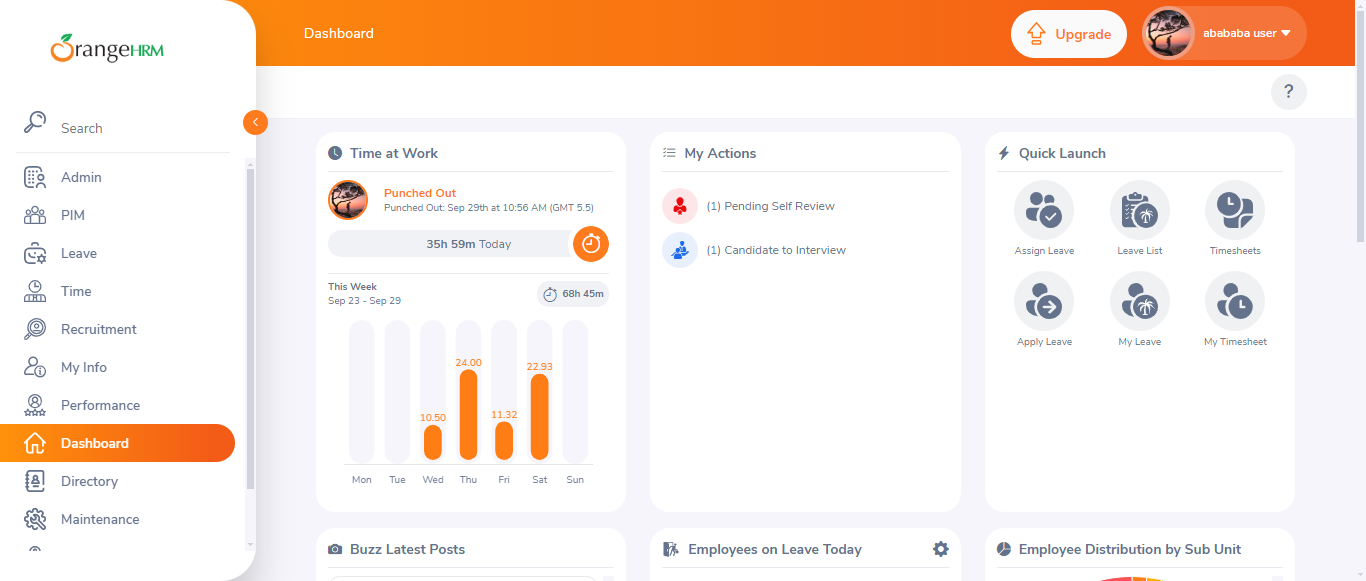 OrangeHRM
Dashboard
Upgrade
abababa user
?
Search
Admin
PIM
Leave
Time
Recruitment
My Info
Performance
Dashboard
Directory
Maintenance
Time at Work
Punched Out
Punched Out: Sep 29th at 10:56 AM (GMT 5.5)
35h 59m Today
This Week
Sep 23 - Sep 29
68h 45m
24.00
22.93
10.50
11.32
Mon Tue Wed Thu Fri Sat Sun
My Actions
(1) Pending Self Review
(1) Candidate to Interview
Quick Launch
Assign Leave Leave List Timesheets
Apply Leave My Leave My Timesheet
Buzz Latest Posts
Employees on Leave Today
Employee Distribution by Sub Unit